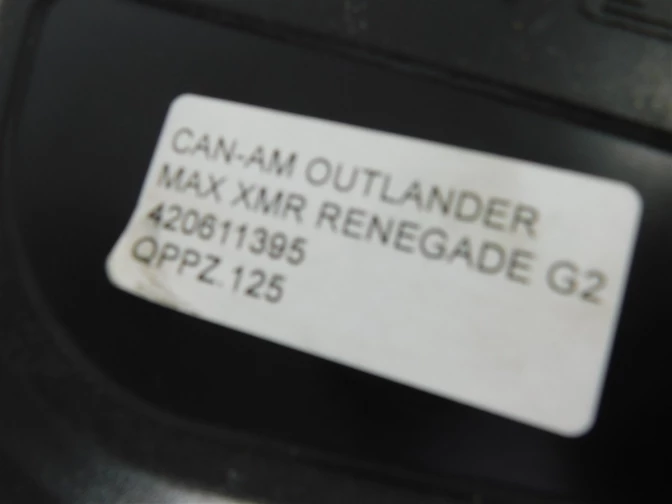 CAN-AM OUTLANDER
MAX XMR RENEGADE G2
420611395
QPPZ.125